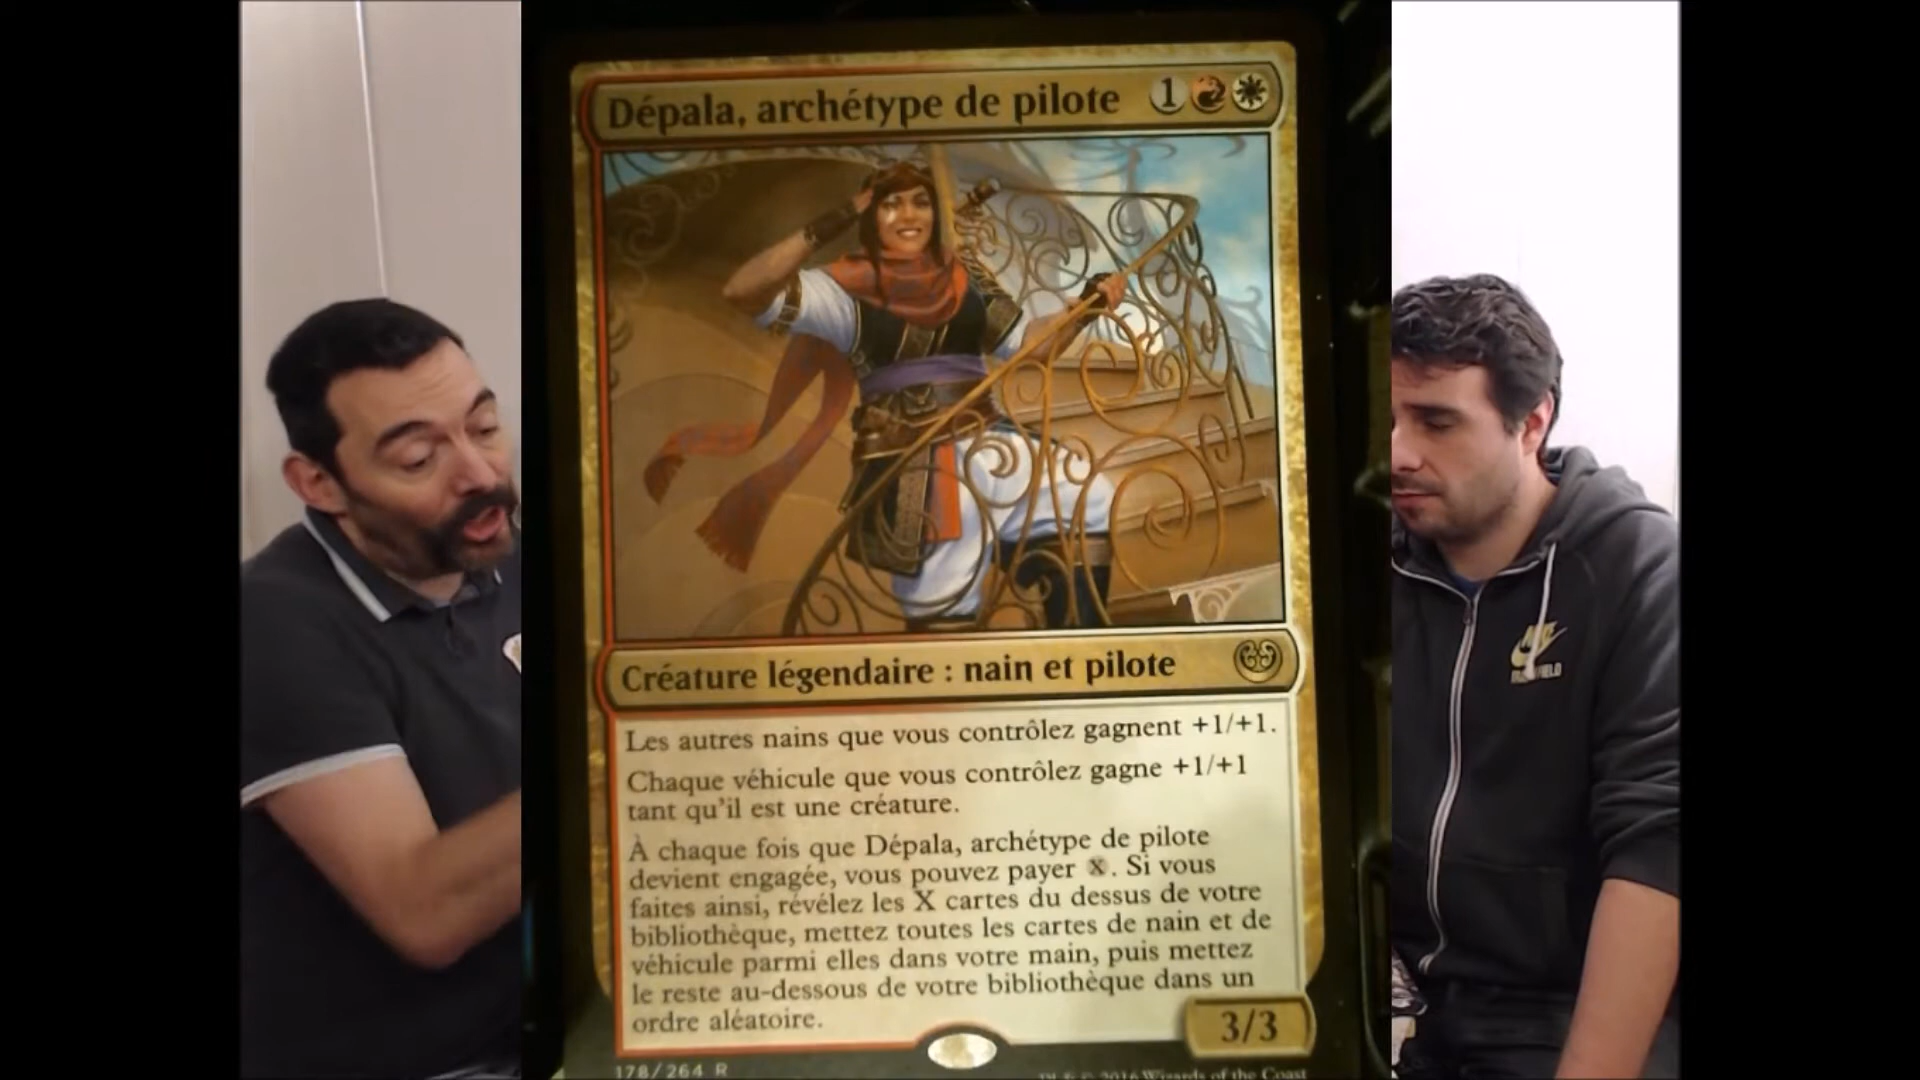 Dépala, archétype de pilote 1
Créature légendaire : nain et pilote
Les autres nains que vous contrôlez gagnent +1/+1.
Chaque véhicule que vous contrôlez gagne +1/+1
tant qu'il est une créature.
À chaque fois que Dépala, archétype de pilote
devient engagée, vous pouvez payer X. Si vous
faites ainsi, révélez les X cartes du dessus de votre
bibliothèque, mettez toutes les cartes de nain et de
véhicule parmi elles dans votre main, puis mettez
le reste au-dessous de votre bibliothèque dans un
ordre aléatoire.
3/3
178/264 R
2016 Wizards of the Coast